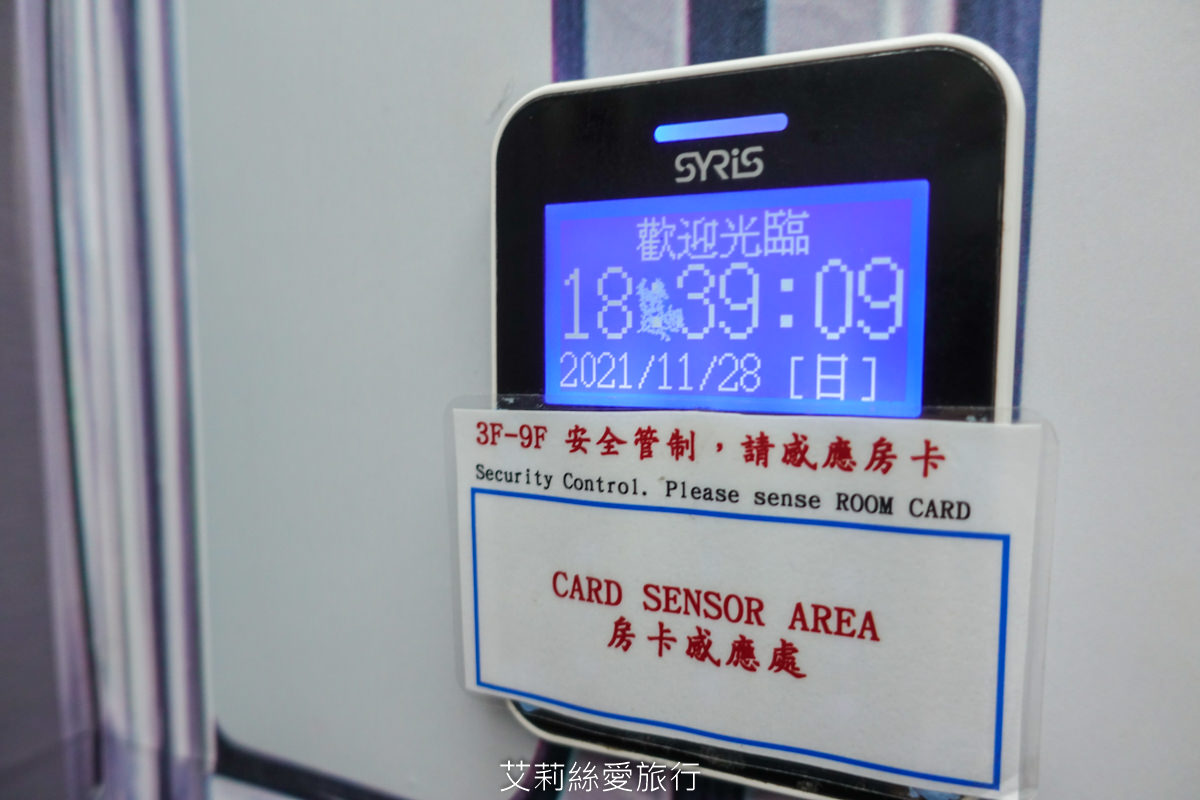 SYRiS
歡迎光臨
18:39:09
2021/11/28 [日]
3F-9F 安全管制，請感應房卡
Security Control. Please sense ROOM CARD
CARD SENSOR AREA
房卡感應處
艾莉絲愛旅行